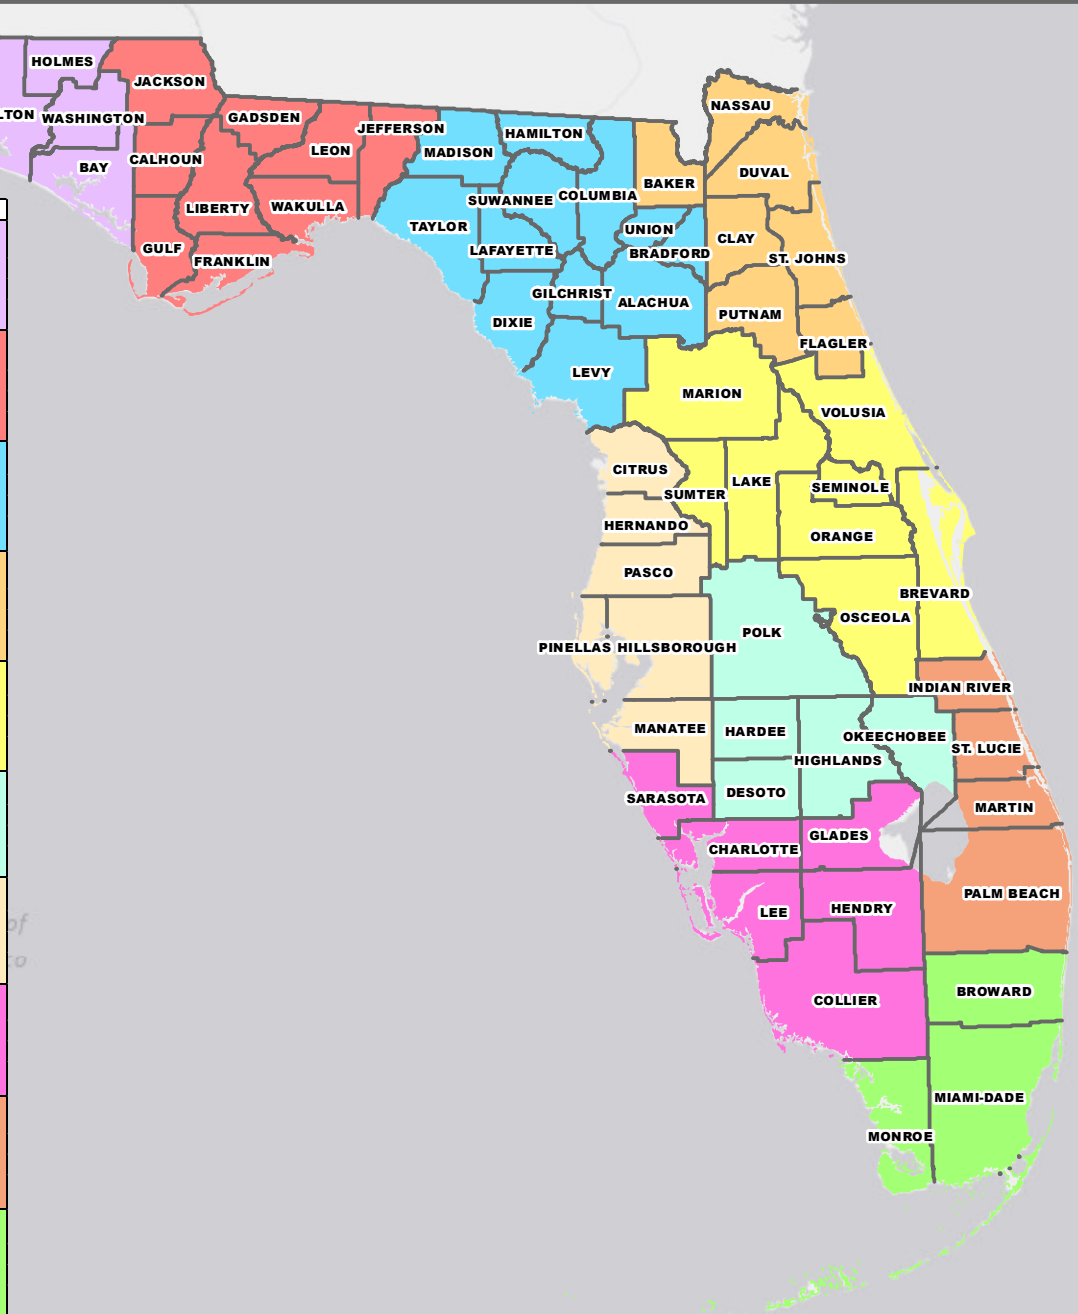 HOLMES
JACKSON
NASSAU
LTON WASHINGTON
GADSDEN
JEFFERSON
HAMILTON
LEON
MADISON
CALHOUN
BAY
DUVAL
BAKER
COLUMBIA
SUWANNEE
LIBERTY
WAKULLA
TAYLOR
UNION
CLAY
GULF
LAFAYETTE
BRADFORD
ST. JOHNS
FRANKLIN
GILCHRIST
ALACHUA
PUTNAM
DIXIE
FLAGLER
LEVY
MARION
VOLUSIA
CITRUS
LAKE
SEMINOLE
SUMTER
HERNANDO
ORANGE
PASCO
BREVARD
OSCEOLA
POLK
PINELLAS HILLSBOROUGH
INDIAN RIVER
MANATEE
HARDEE
OKEECHOBEE
ST. LUCIE
HIGHLANDS
DESOTO
SARASOTA
MARTIN
GLADES
CHARLOTTE
PALM BEACH
HENDRY
LEE
of
co
BROWARD
COLLIER
MIAMI-DADE
MONROE